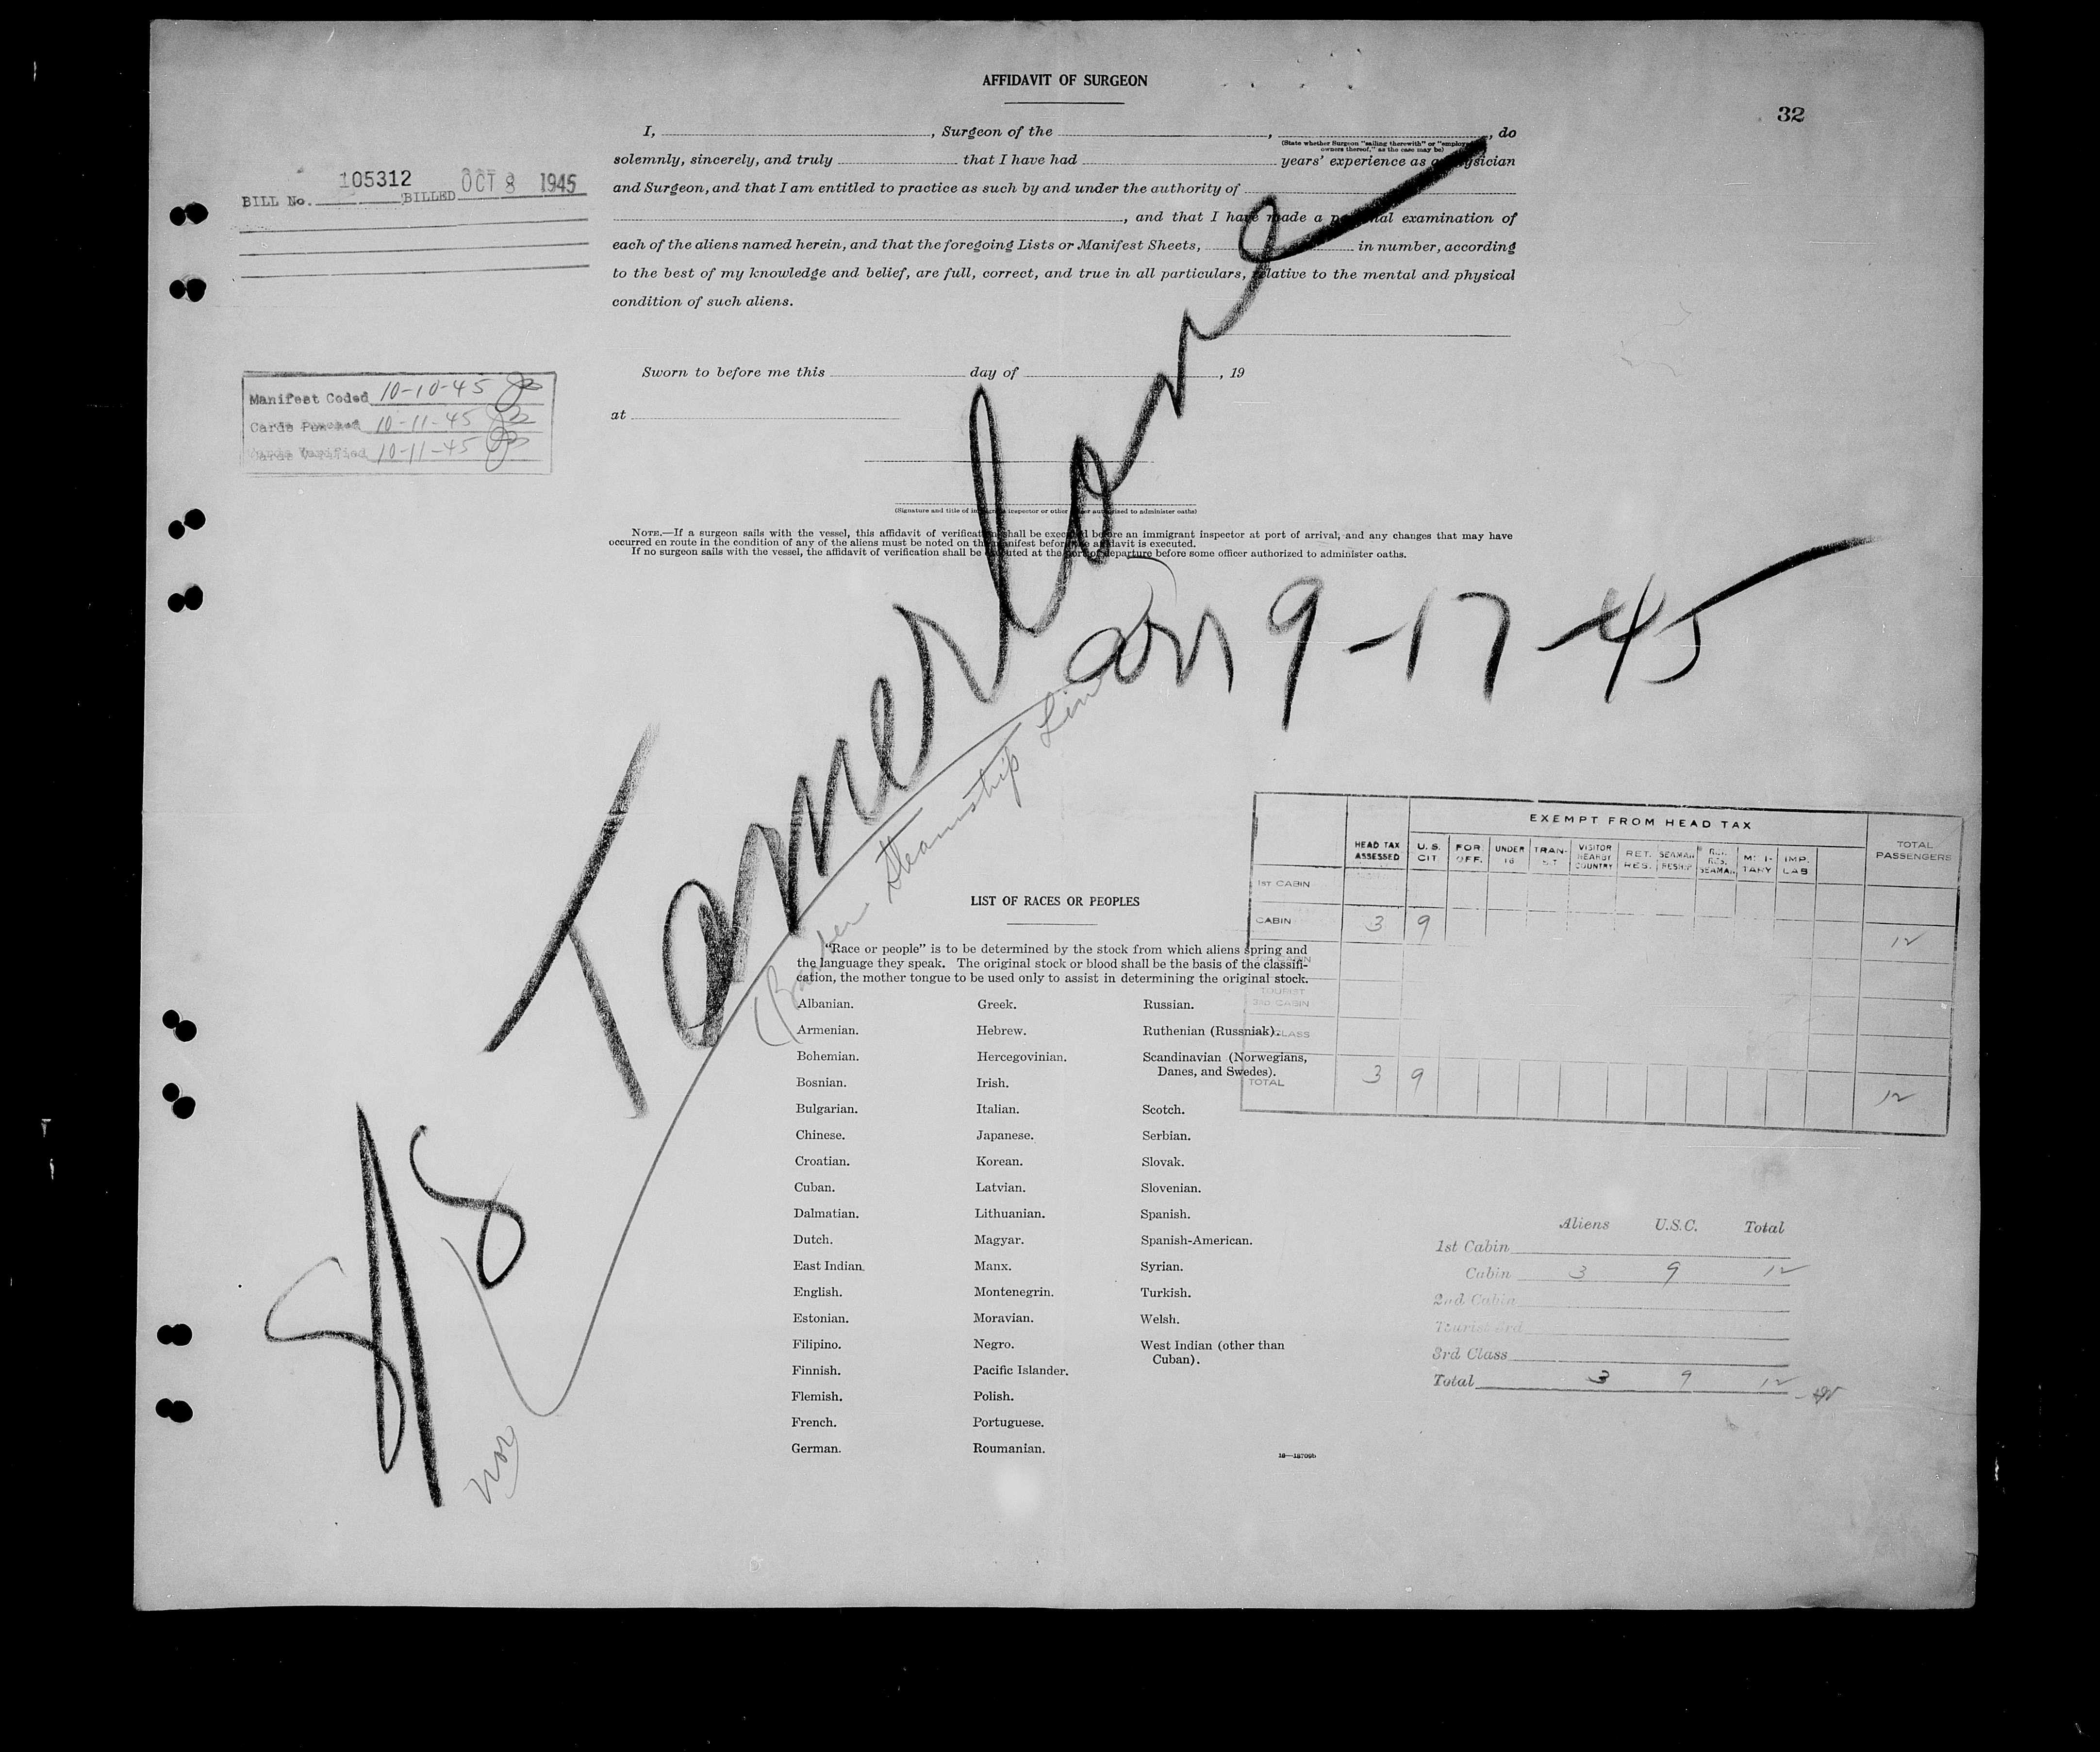 AFFIDAVIT OF SURGEON
32
I, , Surgeon of the , , do
(State whether Surgeon "sailing therewith" or "employ
owners thereof," as the case may be)
solemnly, sincerely, and truly that I have had years' experience as a physician
and Surgeon, and that I am entitled to practice as such by and under the authority of
, and that I have made a personal examination of
each of the aliens named herein, and that the foregoing Lists or Manifest Sheets, in number, according
to the best of my knowledge and belief, are full, correct, and true in all particulars, relative to the mental and physical
condition of such aliens.
BILL No. 105312 BILLED OCT 8 1945
Sworn to before me this day of , 19
at
Manifest Coded 10-10-45
Cards Punched 10-11-45
Cards Verified 10-11-45
(Signature and title of immigrant inspector or other officer authorized to administer oaths)
NOTE.—If a surgeon sails with the vessel, this affidavit of verification shall be executed before an immigrant inspector at port of arrival, and any changes that may have
occurred en route in the condition of any of the aliens must be noted on the manifest before the affidavit is executed.
If no surgeon sails with the vessel, the affidavit of verification shall be executed at the port of departure before some officer authorized to administer oaths.
S/S Tamerlane
arr 9-17-45
Steamship Line
nor
EXEMPT FROM HEAD TAX
HEAD TAX ASSESSED U.S. CIT. FOR. OFF. UNDER 16 TRAN-SIT VISITOR NEARBY COUNTRY RET. RES. SEAMAN RESHIP RET. RES. SEAMAN MILI-TARY IMP. LAB TOTAL PASSENGERS
1ST CABIN
CABIN 3 9 12
TOURIST
3RD CABIN
CLASS
TOTAL 3 9 12
LIST OF RACES OR PEOPLES
"Race or people" is to be determined by the stock from which aliens spring and
the language they speak. The original stock or blood shall be the basis of the classifi-
cation, the mother tongue to be used only to assist in determining the original stock.
Albanian. Greek. Russian.
Armenian. Hebrew. Ruthenian (Russniak).
Bohemian. Hercegovinian. Scandinavian (Norwegians,
Danes, and Swedes).
Bosnian. Irish.
Bulgarian. Italian. Scotch.
Chinese. Japanese. Serbian.
Croatian. Korean. Slovak.
Cuban. Latvian. Slovenian.
Dalmatian. Lithuanian. Spanish.
Dutch. Magyar. Spanish-American.
East Indian. Manx. Syrian.
English. Montenegrin. Turkish.
Estonian. Moravian. Welsh.
Filipino. Negro. West Indian (other than
Cuban).
Finnish. Pacific Islander.
Flemish. Polish.
French. Portuguese.
German. Roumanian.
16—18709b
Aliens U.S.C. Total
1st Cabin
Cabin 3 9 12
2nd Cabin
Tourist 3rd
3rd Class
Total 3 9 12